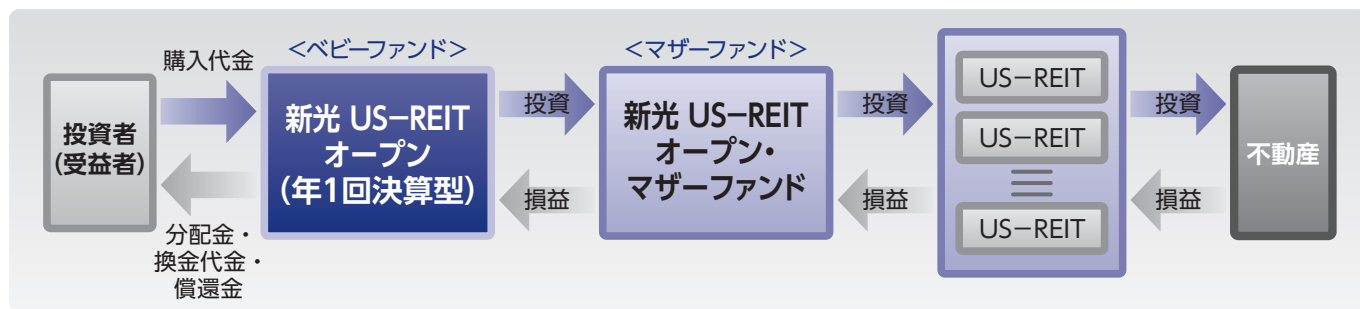 購入代金
投資者
(受益者)
分配金・
換金代金・
償還金
＜ベビーファンド＞
新光 US−REIT
オープン
(年1回決算型)
投資
損益
＜マザーファンド＞
新光 US−REIT
オープン・
マザーファンド
投資
損益
US−REIT
US−REIT
US−REIT
投資
損益
不動産